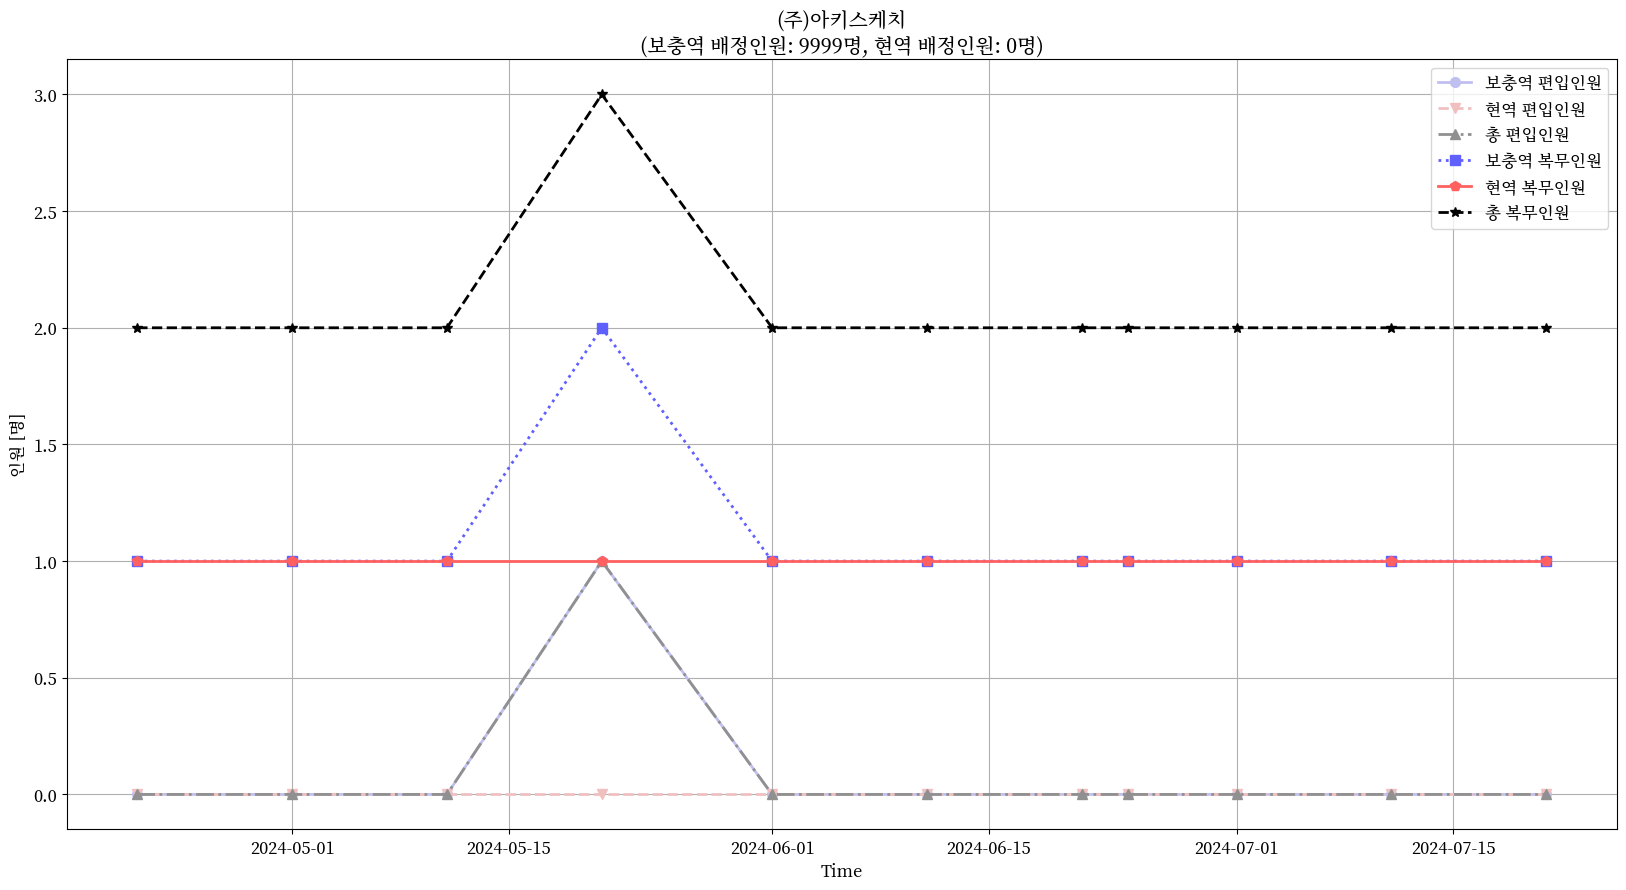 (주)아키스케치
(보충역 배정인원: 9999명, 현역 배정인원: 0명)
보충역 편입인원
현역 편입인원
총 편입인원
보충역 복무인원
현역 복무인원
총 복무인원
인원 [명]
3.0
2.5
2.0
1.5
1.0
0.5
0.0
2024-05-01
2024-05-15
2024-06-01
2024-06-15
2024-07-01
2024-07-15
Time